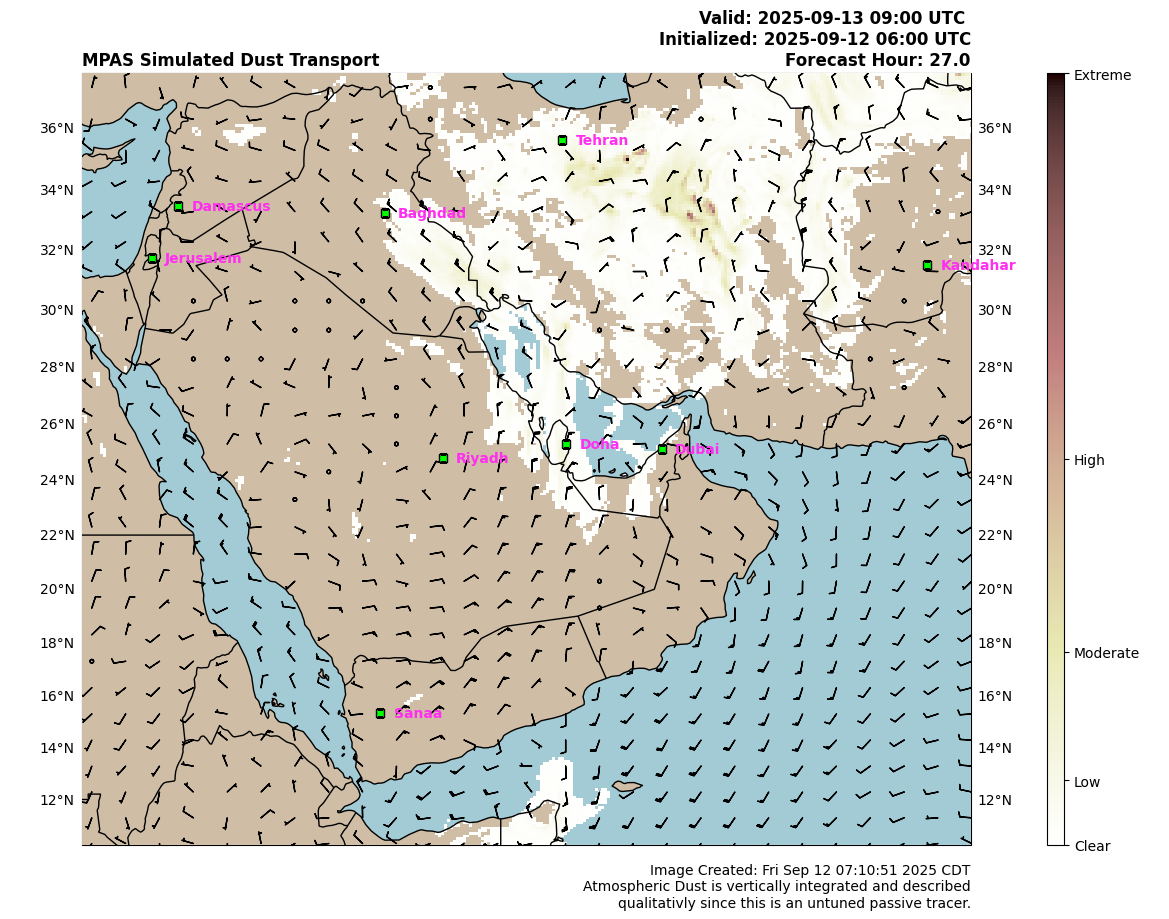 Valid: 2025-09-13 09:00 UTC
Initialized: 2025-09-12 06:00 UTC
MPAS Simulated Dust Transport
Forecast Hour: 27.0
Extreme
36°N
Tehran
36°N
34°N
Damascus
Baghdad
34°N
32°N
Jerusalem
32°N
Kandahar
30°N
30°N
28°N
28°N
26°N
Doha
Dubai
26°N
Riyadh
High
24°N
24°N
22°N
22°N
20°N
20°N
18°N
18°N
Moderate
16°N
Sanaa
16°N
14°N
14°N
Low
12°N
12°N
Clear
Image Created: Fri Sep 12 07:10:51 2025 CDT
Atmospheric Dust is vertically integrated and described
qualitativly since this is an untuned passive tracer.